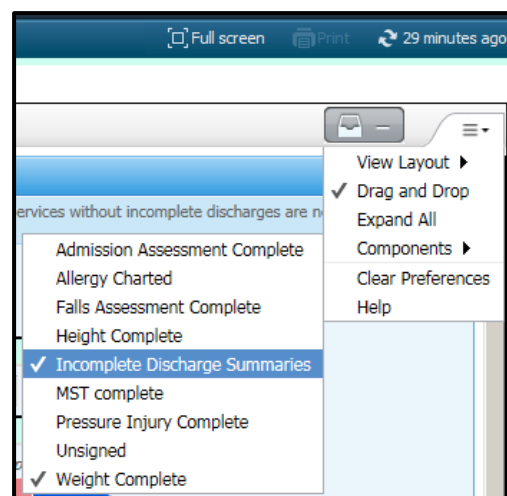 Full screen Print 29 minutes ago
View Layout
Drag and Drop
ervices without incomplete discharges are n
Expand All
Components
Clear Preferences
Help
Admission Assessment Complete
Allergy Charted
Falls Assessment Complete
Height Complete
Incomplete Discharge Summaries
MST complete
Pressure Injury Complete
Unsigned
Weight Complete